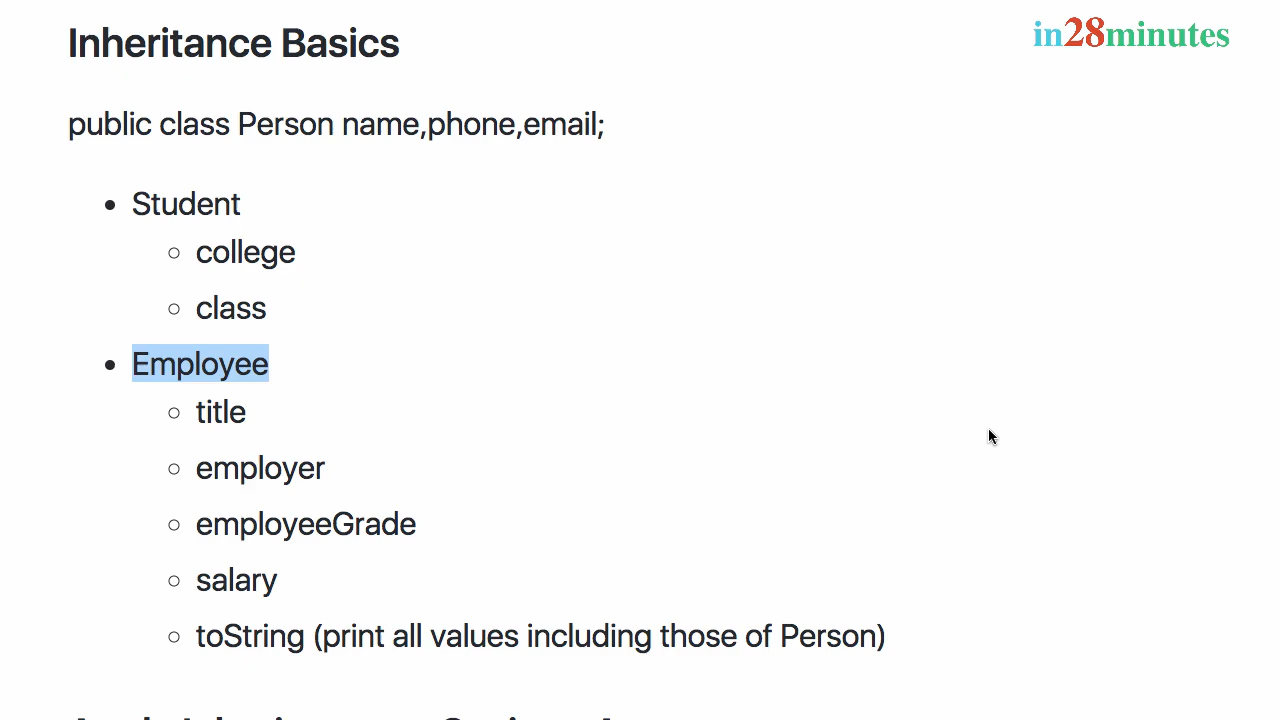 Inheritance Basics
in28minutes
public class Person name,phone,email;
Student
college
class
Employee
title
employer
employeeGrade
salary
toString (print all values including those of Person)